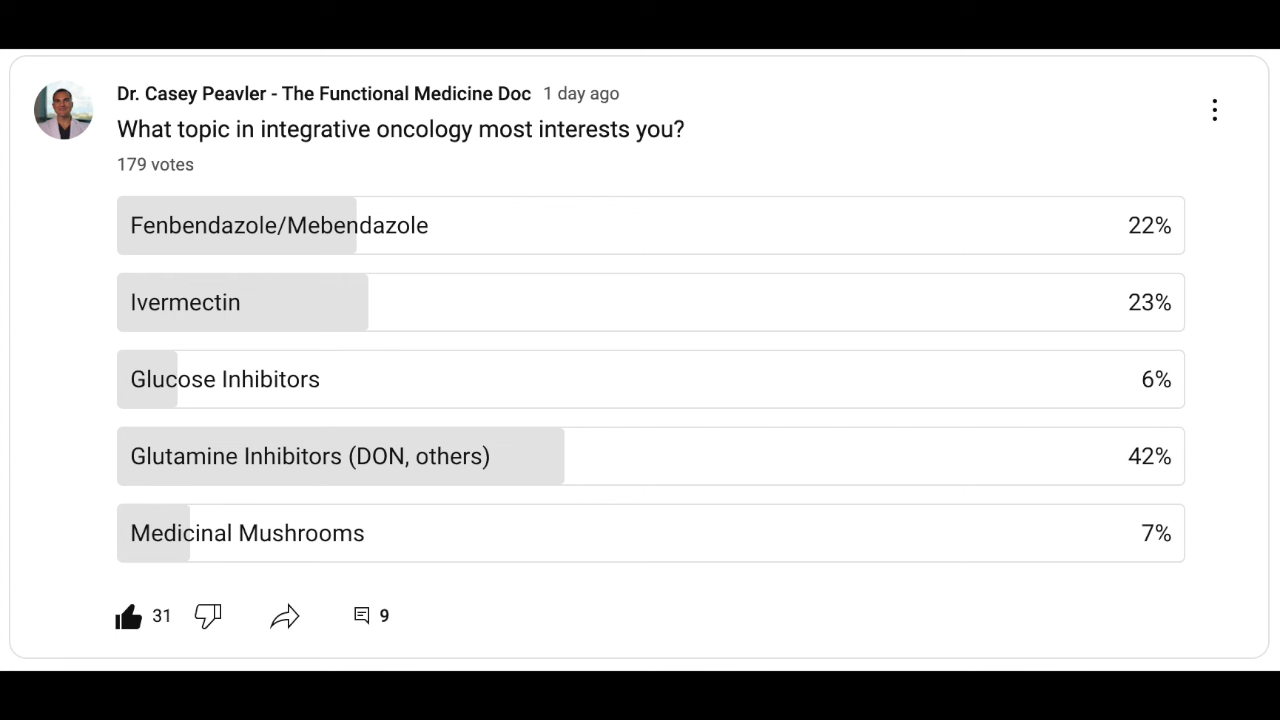 Dr. Casey Peavler - The Functional Medicine Doc 1 day ago
What topic in integrative oncology most interests you?
179 votes
Fenbendazole/Mebendazole 22%
Ivermectin 23%
Glucose Inhibitors 6%
Glutamine Inhibitors (DON, others) 42%
Medicinal Mushrooms 7%
31 9